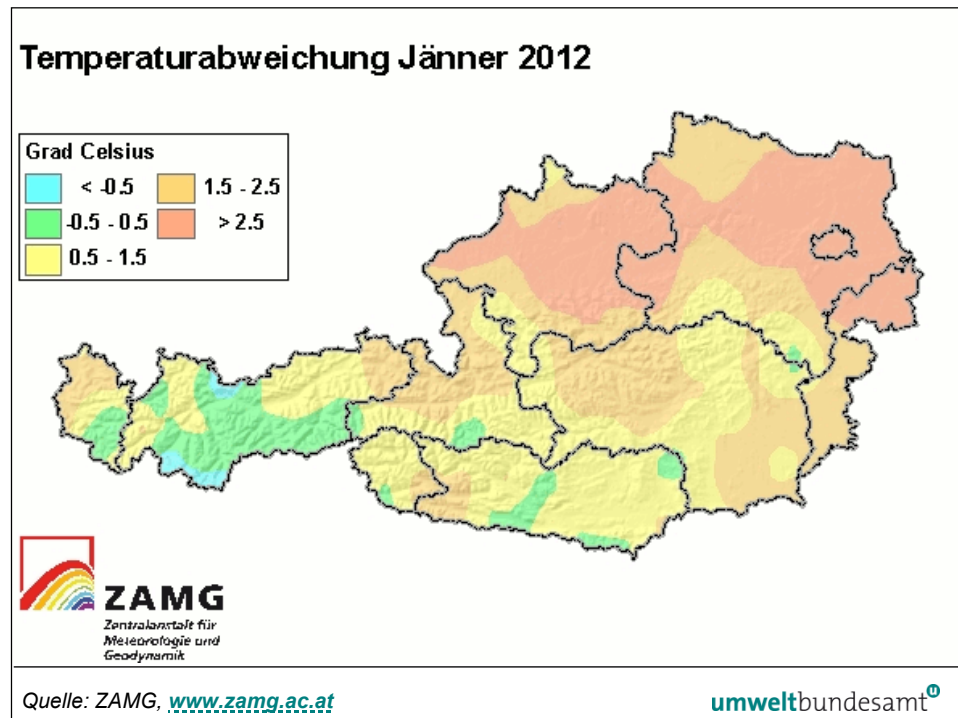 Temperaturabweichung Jänner 2012
Grad Celsius
< -0.5 1.5 - 2.5
-0.5 - 0.5 > 2.5
0.5 - 1.5
ZAMG
Zentralanstalt für
Meteorologie und
Geodynamik
Quelle: ZAMG, www.zamg.ac.at
umweltbundesamt